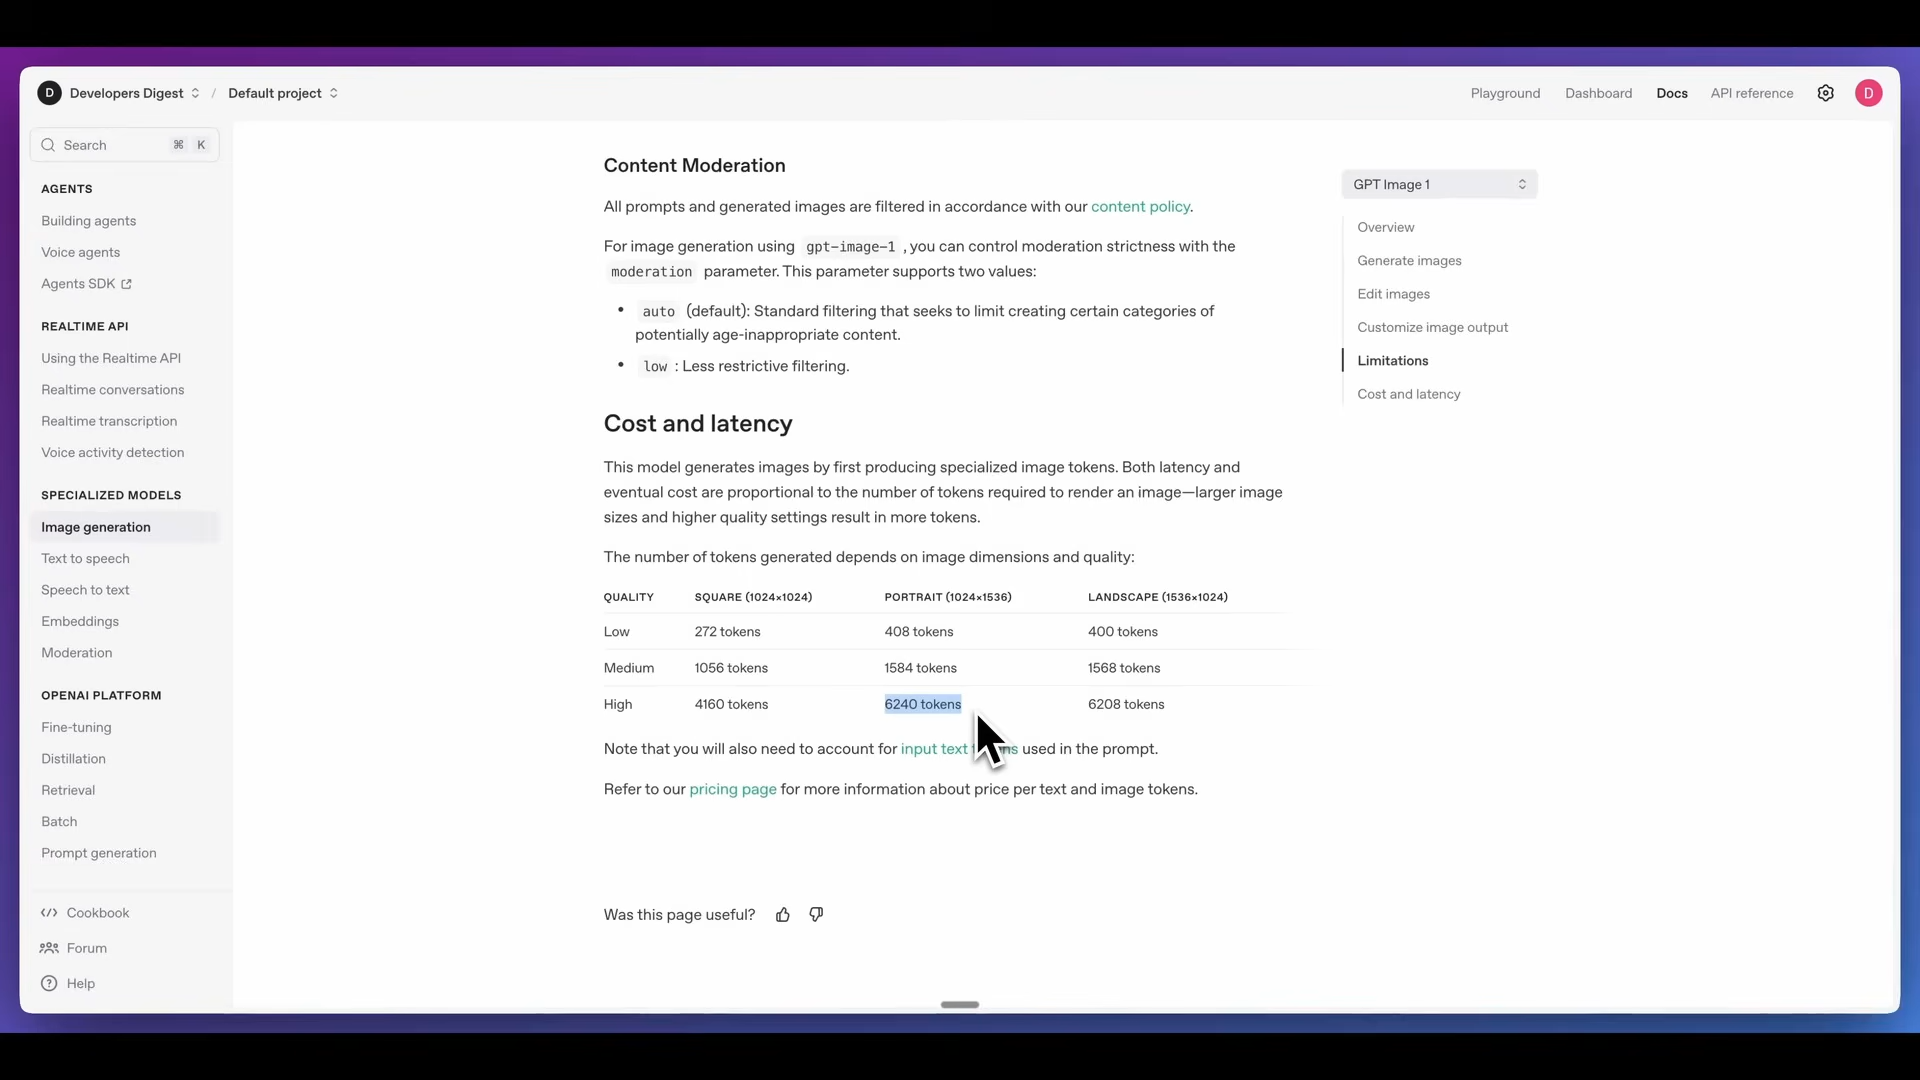 D Developers Digest / Default project
Playground Dashboard Docs API reference D
Search ⌘ K
AGENTS
Building agents
Voice agents
Agents SDK
REALTIME API
Using the Realtime API
Realtime conversations
Realtime transcription
Voice activity detection
SPECIALIZED MODELS
Image generation
Text to speech
Speech to text
Embeddings
Moderation
OPENAI PLATFORM
Fine-tuning
Distillation
Retrieval
Batch
Prompt generation
Cookbook
Forum
Help
Content Moderation
All prompts and generated images are filtered in accordance with our content policy.
For image generation using gpt-image-1 , you can control moderation strictness with the
moderation parameter. This parameter supports two values:
• auto (default): Standard filtering that seeks to limit creating certain categories of
potentially age-inappropriate content.
• low : Less restrictive filtering.
Cost and latency
This model generates images by first producing specialized image tokens. Both latency and
eventual cost are proportional to the number of tokens required to render an image—larger image
sizes and higher quality settings result in more tokens.
The number of tokens generated depends on image dimensions and quality:
QUALITY SQUARE (1024×1024) PORTRAIT (1024×1536) LANDSCAPE (1536×1024)
Low 272 tokens 408 tokens 400 tokens
Medium 1056 tokens 1584 tokens 1568 tokens
High 4160 tokens 6240 tokens 6208 tokens
Note that you will also need to account for input text used in the prompt.
Refer to our pricing page for more information about price per text and image tokens.
Was this page useful?
GPT Image 1
Overview
Generate images
Edit images
Customize image output
Limitations
Cost and latency